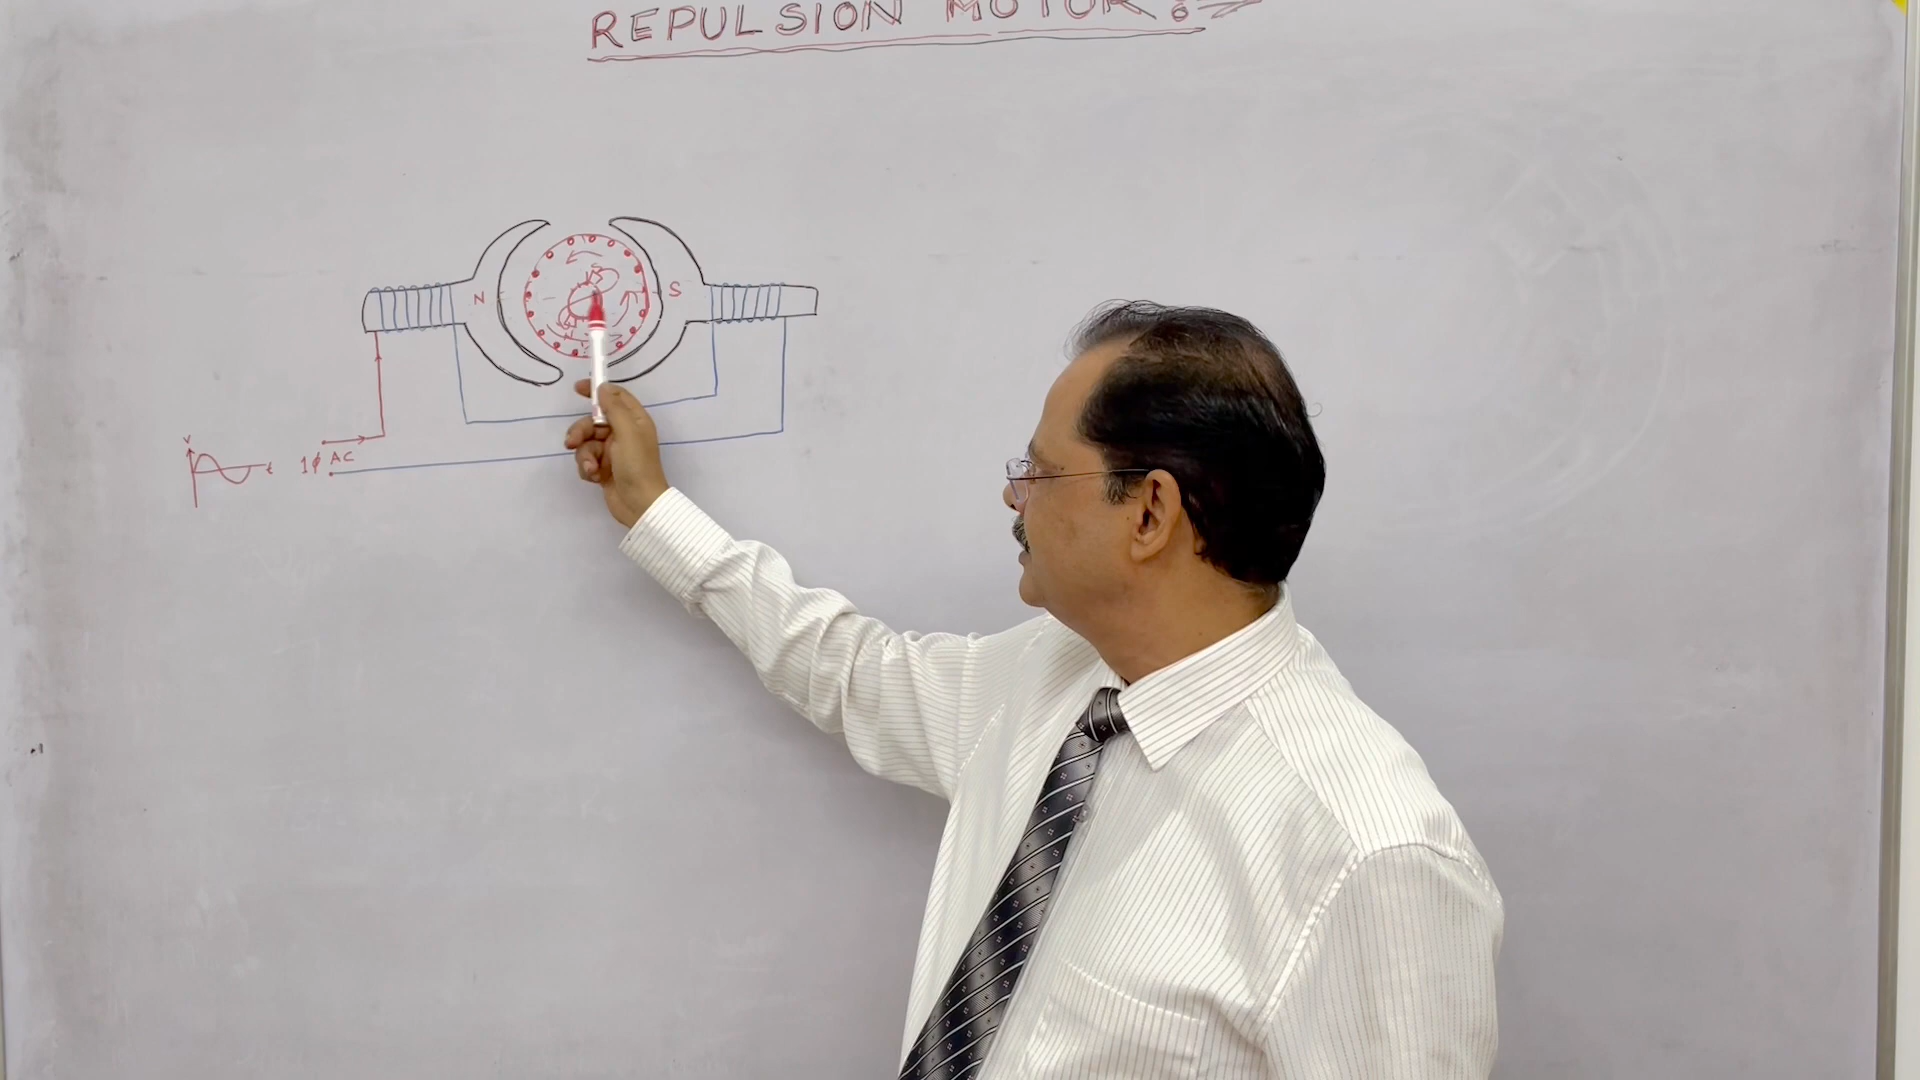 REPULSION MOTOR:
N S
V
t
1ϕ AC